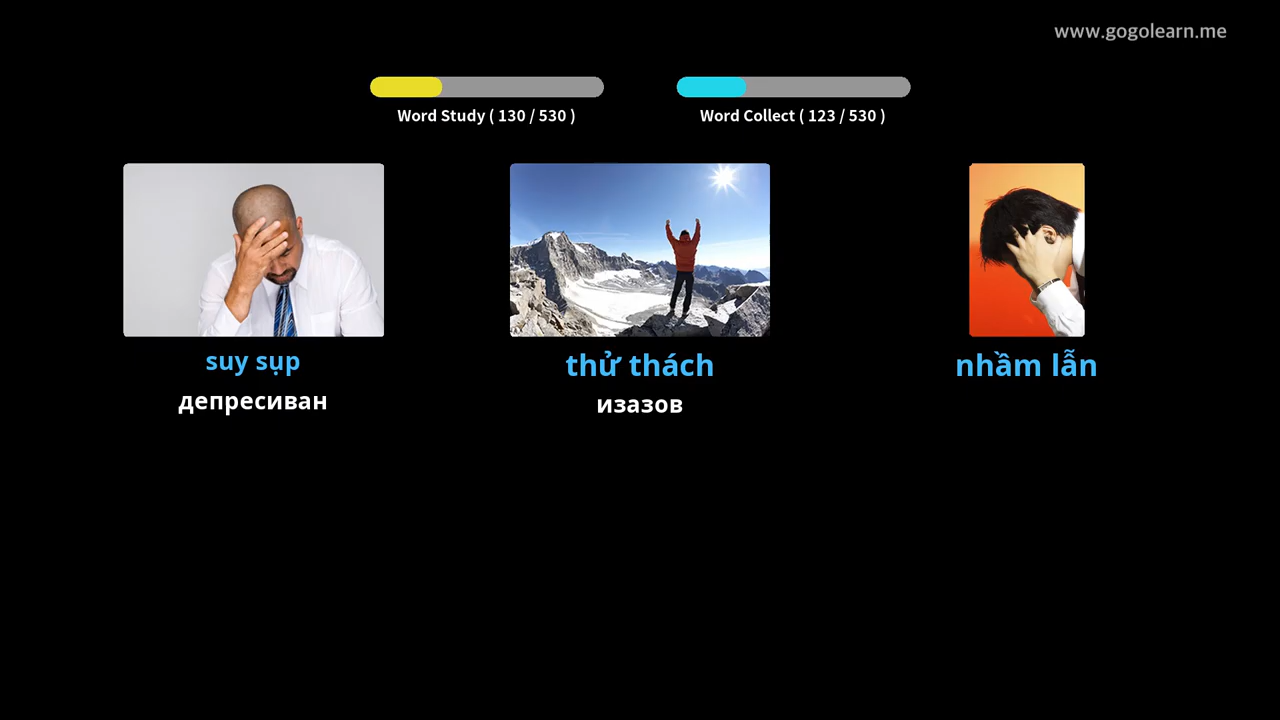 www.gogolearn.me
Word Study ( 130 / 530 )
Word Collect ( 123 / 530 )
suy sụp
thử thách
nhầm lẫn
депресиван
изазов